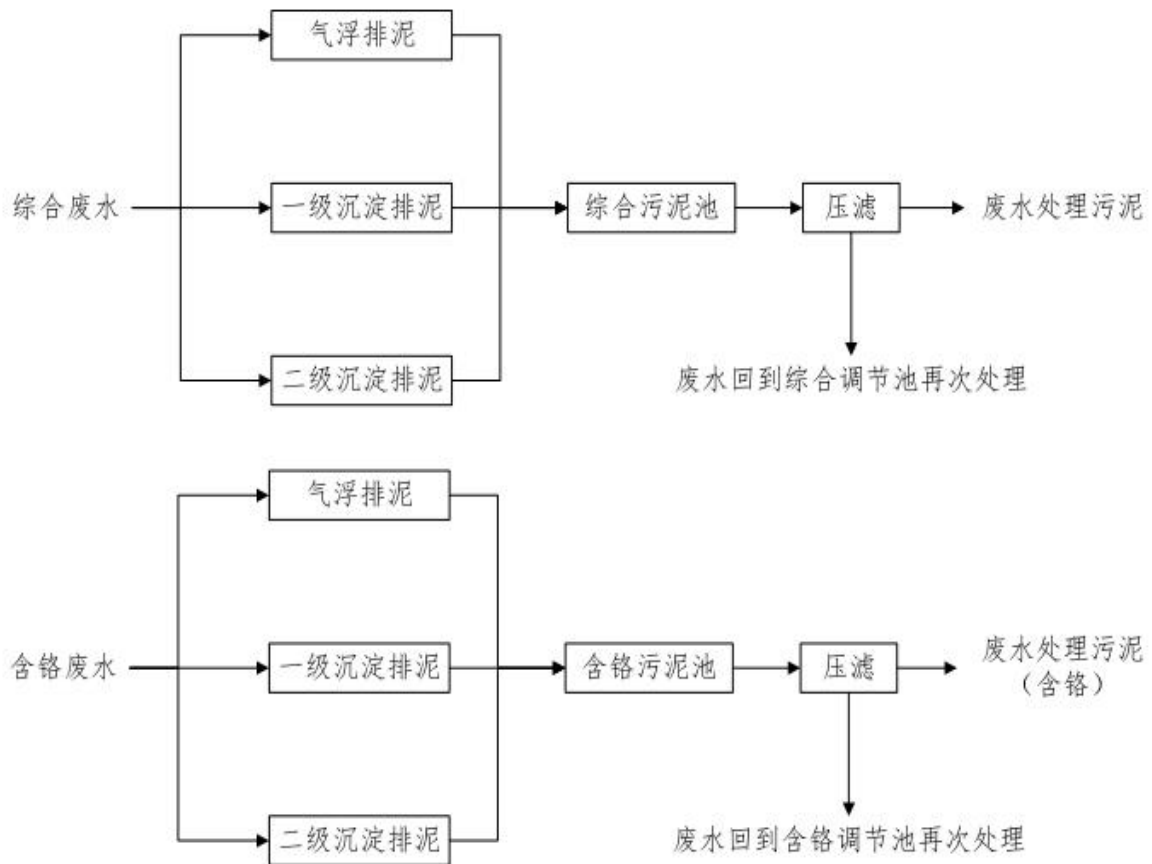 气浮排泥
综合废水
一级沉淀排泥
综合污泥池
压滤
废水处理污泥
二级沉淀排泥
废水回到综合调节池再次处理
气浮排泥
含铬废水
一级沉淀排泥
含铬污泥池
压滤
废水处理污泥
（含铬）
二级沉淀排泥
废水回到含铬调节池再次处理